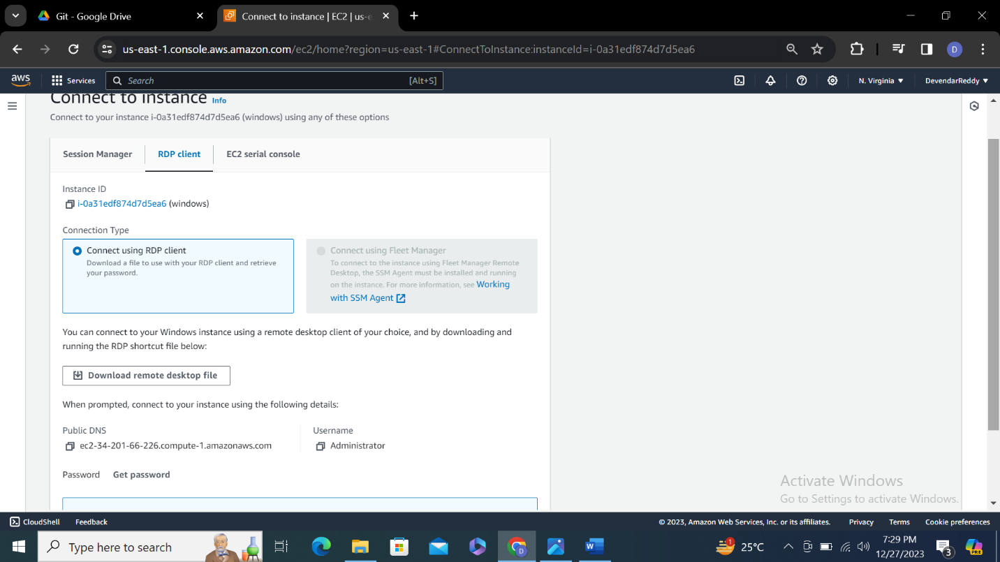 Git - Google Drive
Connect to instance | EC2 | us-e
us-east-1.console.aws.amazon.com/ec2/home?region=us-east-1#ConnectToInstance:instanceId=i-0a31edf874d7d5ea6
D
aws
Services
Search
[Alt+S]
N. Virginia
DevendarReddy
Connect to instance Info
Connect to your instance i-0a31edf874d7d5ea6 (windows) using any of these options
Session Manager
RDP client
EC2 serial console
Instance ID
i-0a31edf874d7d5ea6 (windows)
Connection Type
Connect using RDP client
Download a file to use with your RDP client and retrieve
your password.
Connect using Fleet Manager
To connect to the instance using Fleet Manager Remote
Desktop, the SSM Agent must be installed and running
on the instance. For more information, see Working
with SSM Agent
You can connect to your Windows instance using a remote desktop client of your choice, and by downloading and
running the RDP shortcut file below:
Download remote desktop file
When prompted, connect to your instance using the following details:
Public DNS
ec2-34-201-66-226.compute-1.amazonaws.com
Username
Administrator
Password Get password
Activate Windows
Go to Settings to activate Windows.
CloudShell
Feedback
© 2023, Amazon Web Services, Inc. or its affiliates.
Privacy
Terms
Cookie preferences
Type here to search
D
W
1
25°C
7:29 PM
12/27/2023
3
PRE